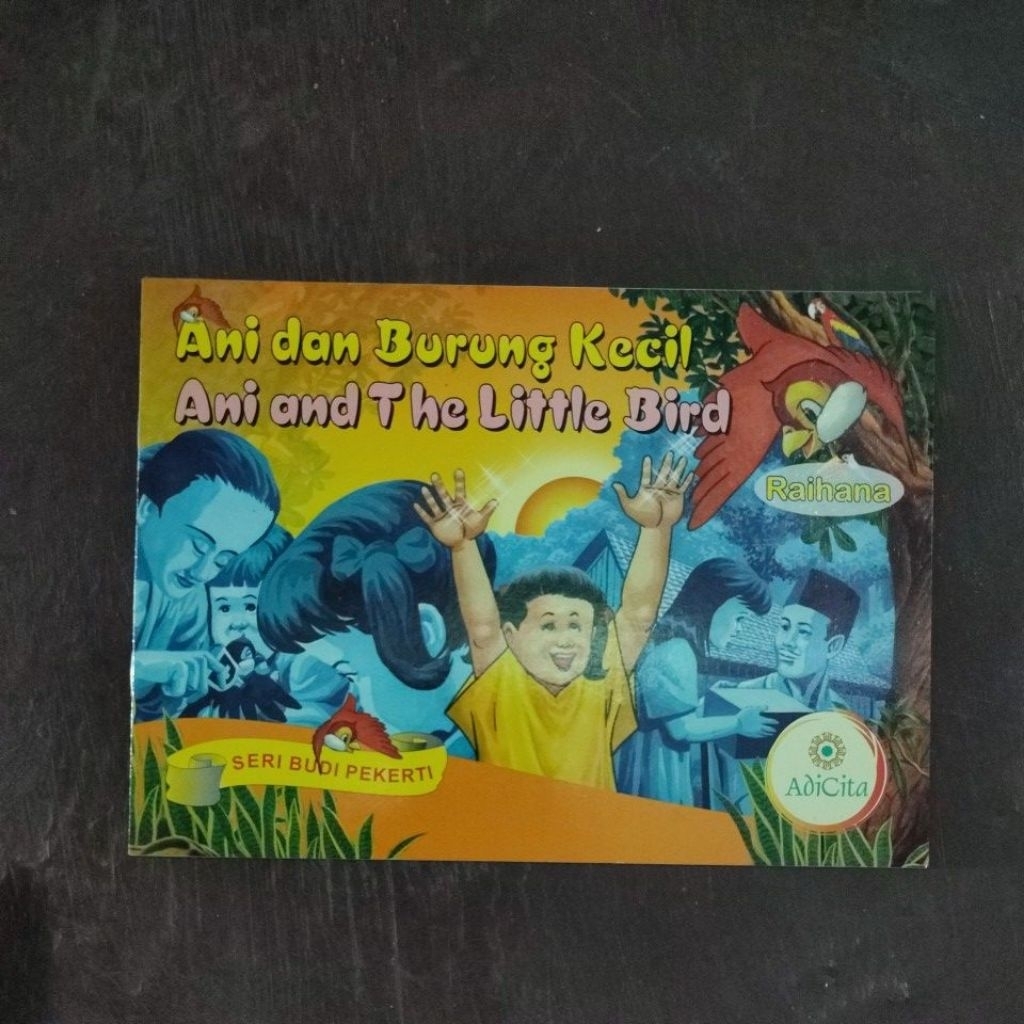 Ani dan Burung Kecil
Ani and The Little Bird
Raihana
SERI BUDI PEKERTI
AdiCita